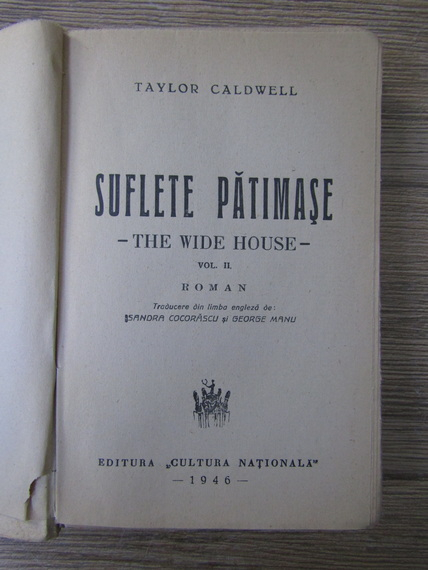 TAYLOR CALDWELL
SUFLETE PĂTIMAŞE
– THE WIDE HOUSE –
VOL. II.
ROMAN
Traducere din limba engleză de:
SANDRA COCORĂSCU şi GEORGE MANU
EDITURA „CULTURA NAŢIONALĂ"
— 1946 —